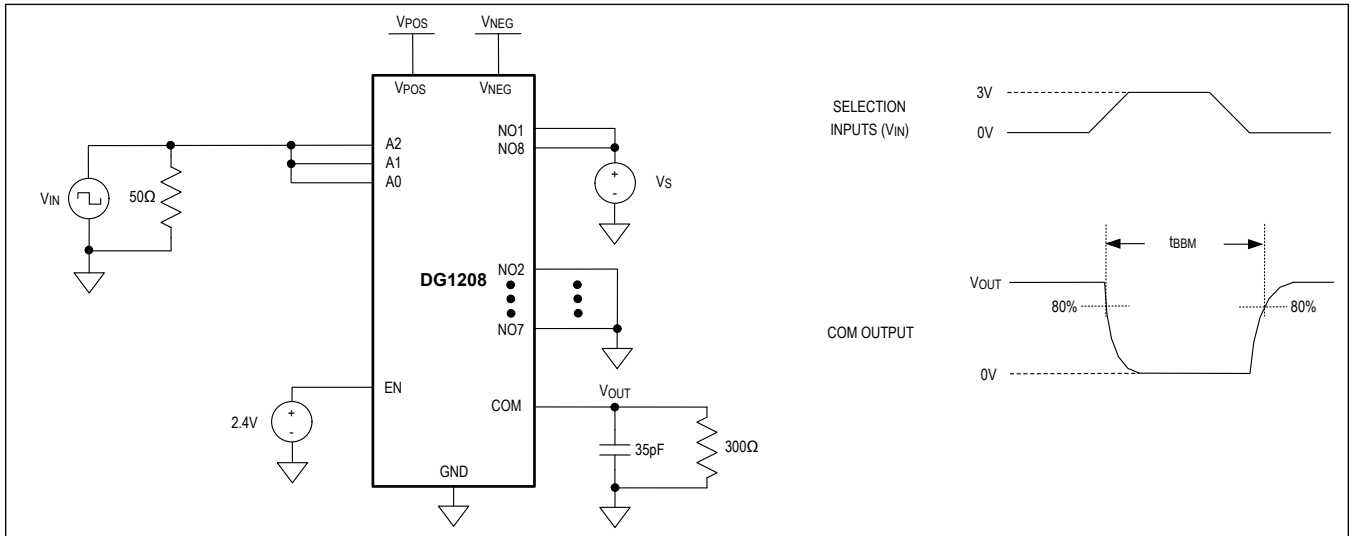 VPOS
VNEG
VPOS
VNEG
A2
A1
A0
NO1
NO8
VIN
50Ω
VS
DG1208
NO2
NO7
EN
2.4V
COM
VOUT
35pF
300Ω
GND
SELECTION
INPUTS (VIN)
3V
0V
COM OUTPUT
VOUT
tBBM
80%
80%
0V